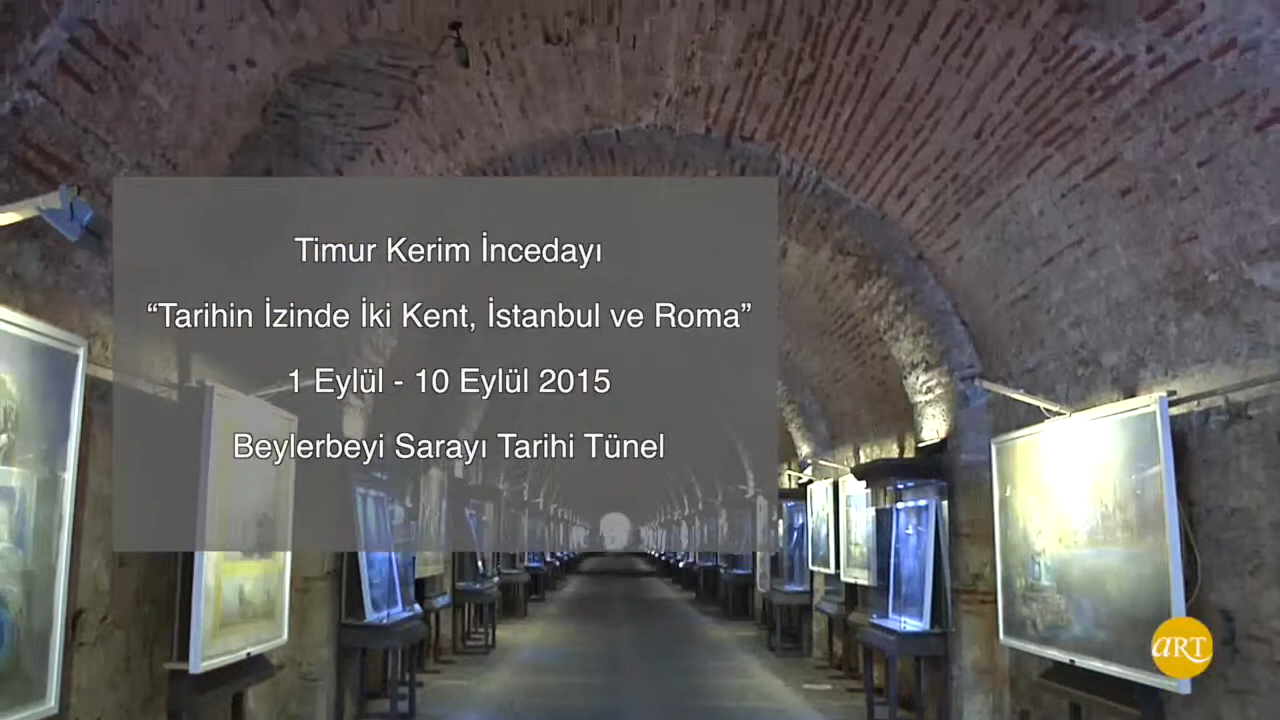 Timur Kerim İncedayı
“Tarihin İzinde İki Kent, İstanbul ve Roma”
1 Eylül - 10 Eylül 2015
Beylerbeyi Sarayı Tarihi Tünel
aRT